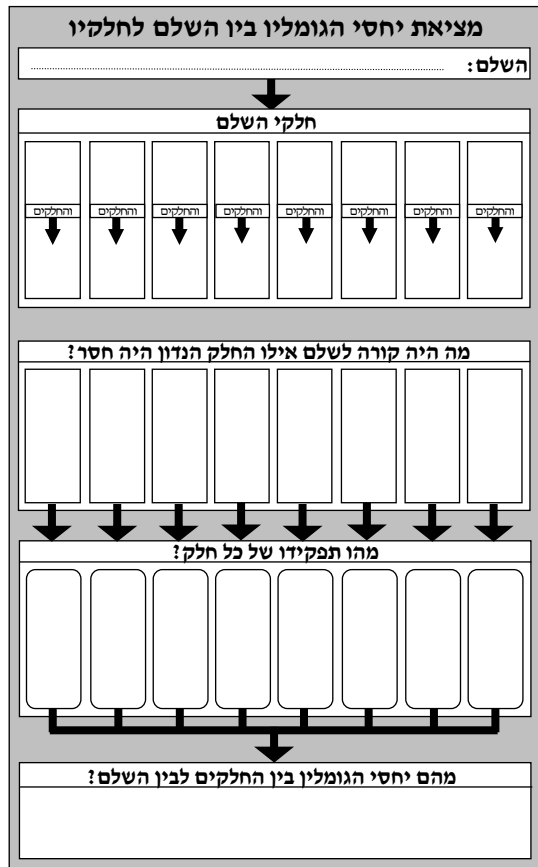 מציאת יחסי הגומלין בין השלם לחלקיו
השלם: ........................................................
חלקי השלם
והחלקים והחלקים והחלקים והחלקים והחלקים והחלקים והחלקים והחלקים
מה היה קורה לשלם אילו החלק הנדון היה חסר?
מהו תפקידו של כל חלק?
מהם יחסי הגומלין בין החלקים לבין השלם?